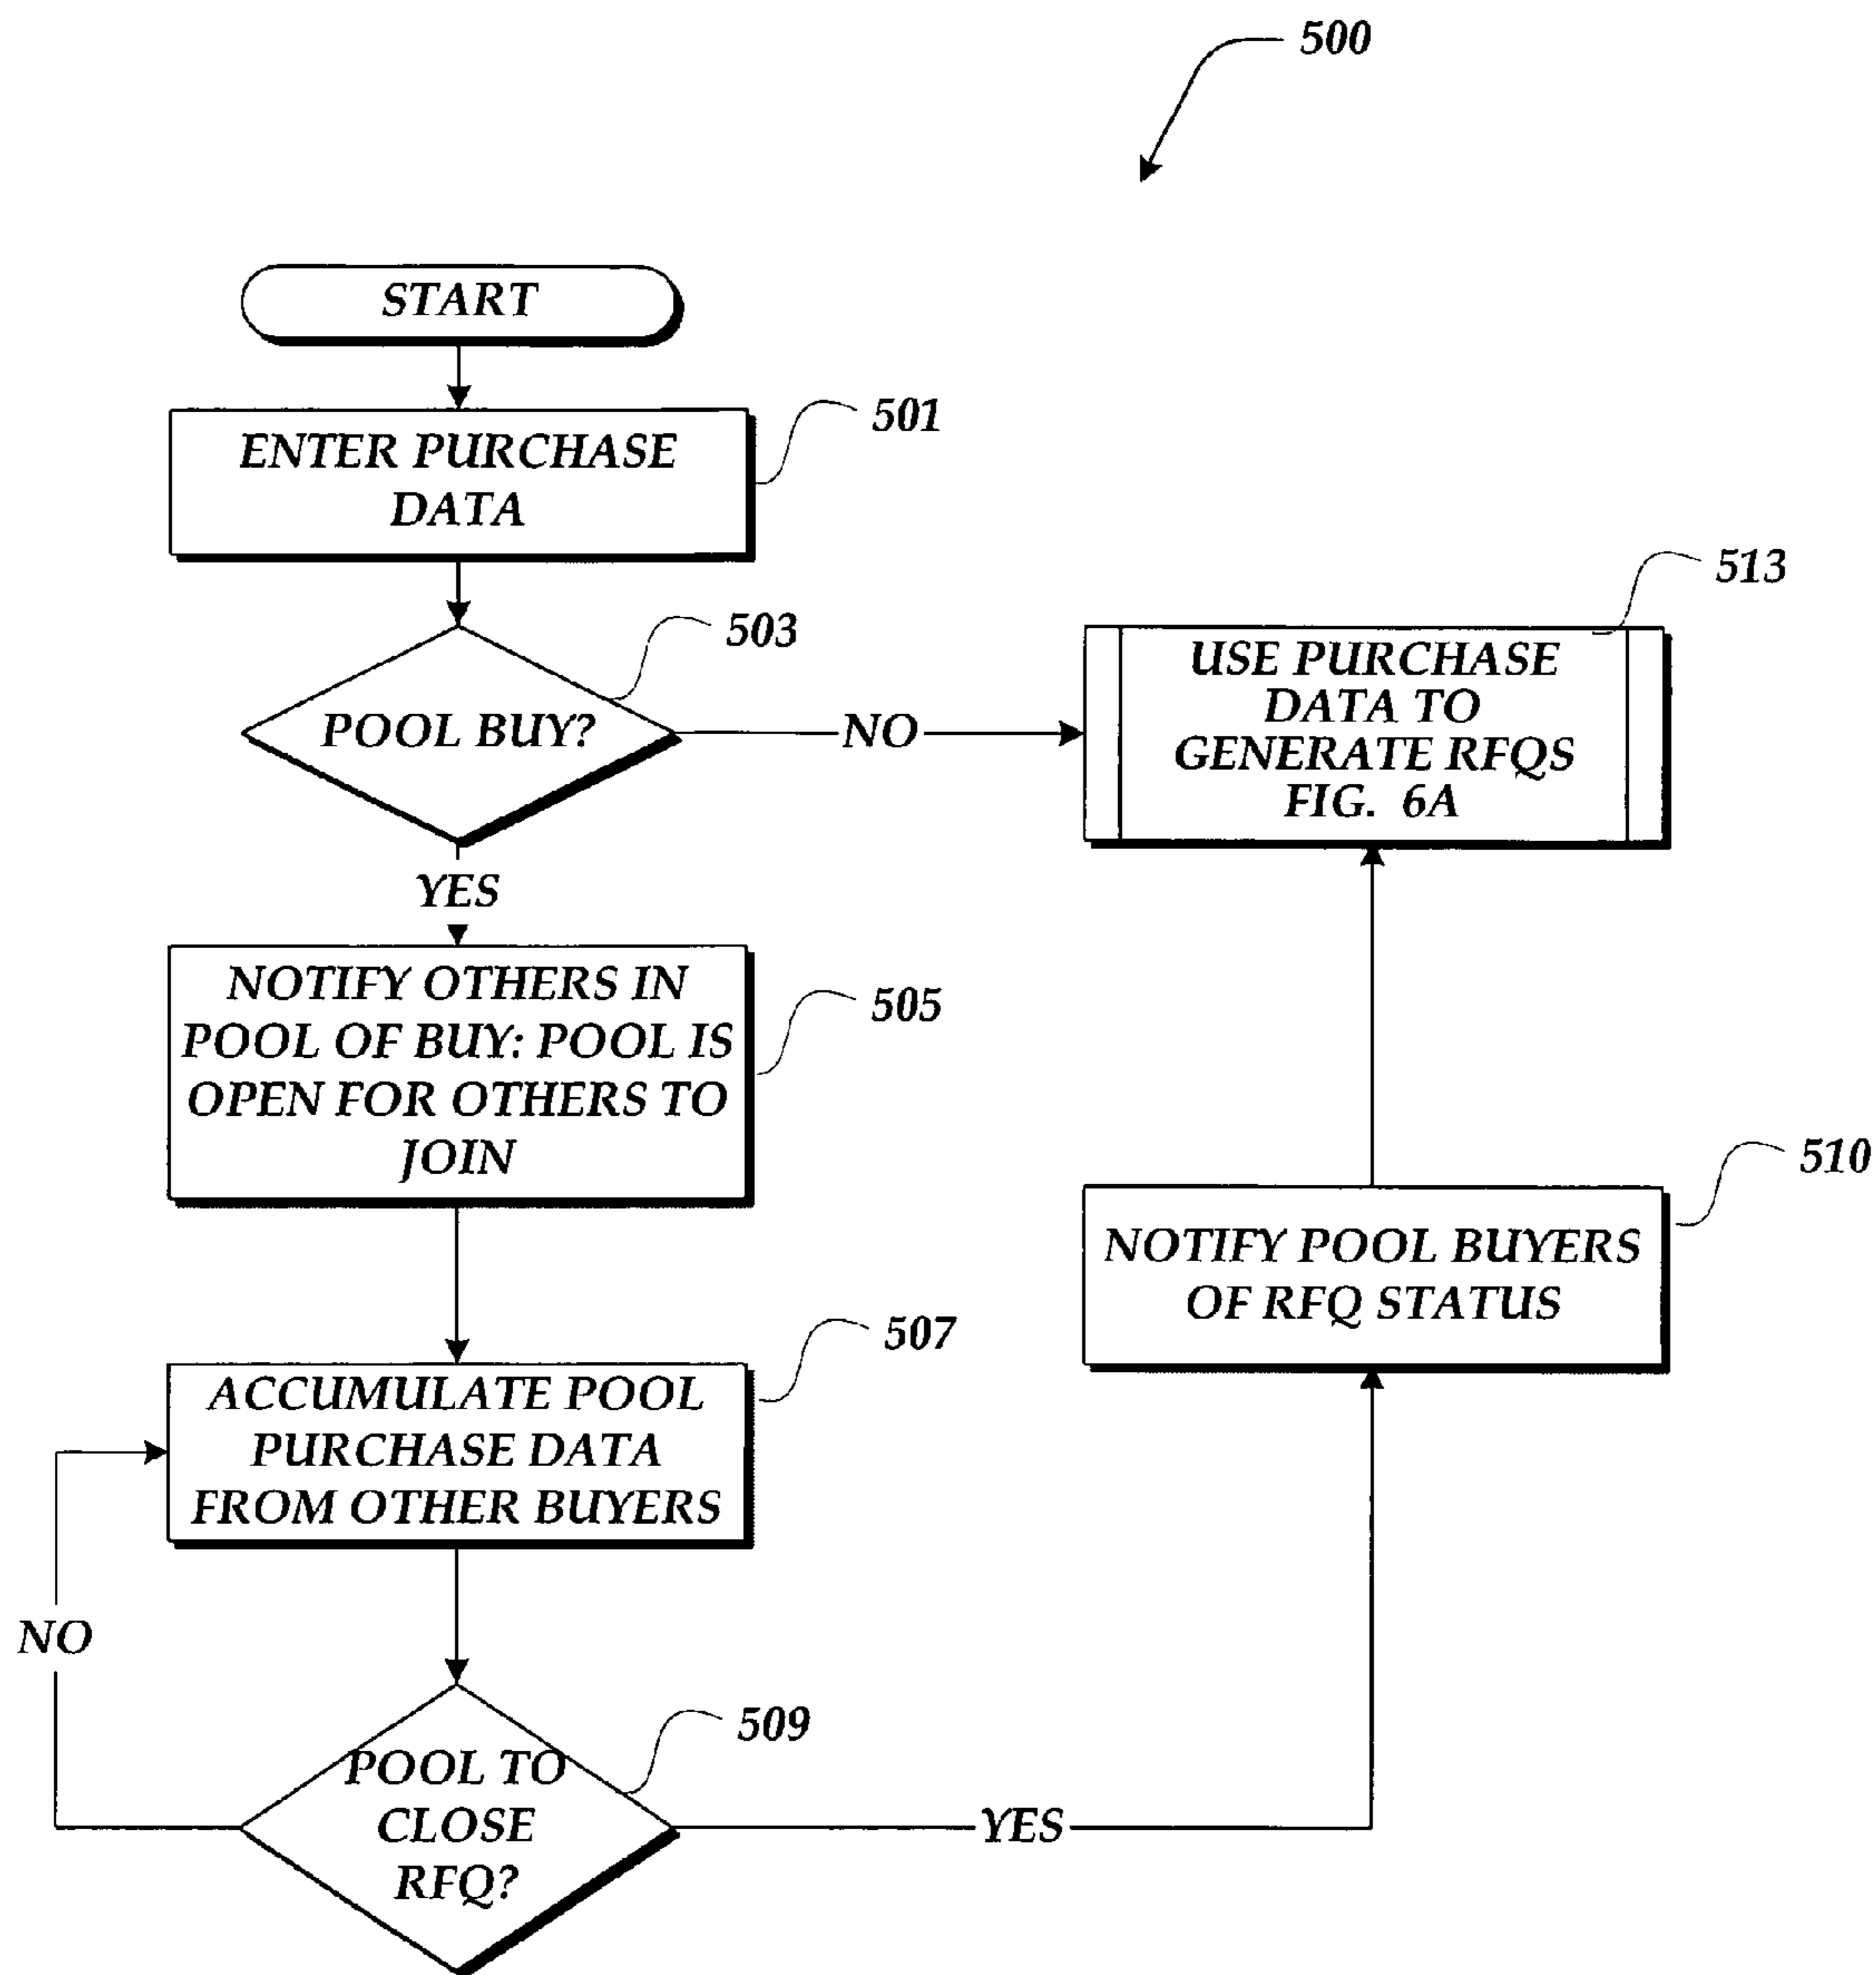 500
START
501
ENTER PURCHASE
DATA
503
POOL BUY?
NO
513
USE PURCHASE
DATA TO
GENERATE RFQS
FIG. 6A
YES
505
NOTIFY OTHERS IN
POOL OF BUY: POOL IS
OPEN FOR OTHERS TO
JOIN
510
NOTIFY POOL BUYERS
OF RFQ STATUS
507
ACCUMULATE POOL
PURCHASE DATA
FROM OTHER BUYERS
NO
509
POOL TO
CLOSE
RFQ?
YES